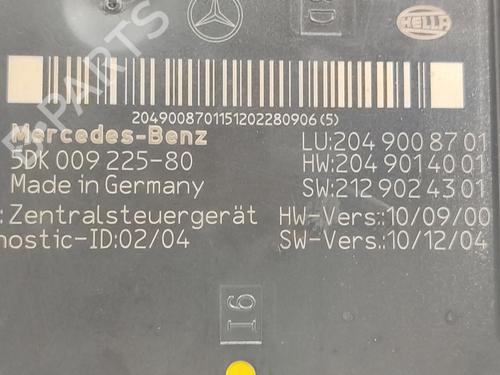 3D
HELLA
2049008701151202280906 (5)
Mercedes-Benz
LU:204 900 87 01
5DK 009 225-80
HW:204 901 40 01
Made in Germany
SW:212 902 43 01
: Zentralsteuergerät
HW-Vers.:10/09/00
nostic-ID:02/04
SW-Vers.:10/12/04
I6
PARTS